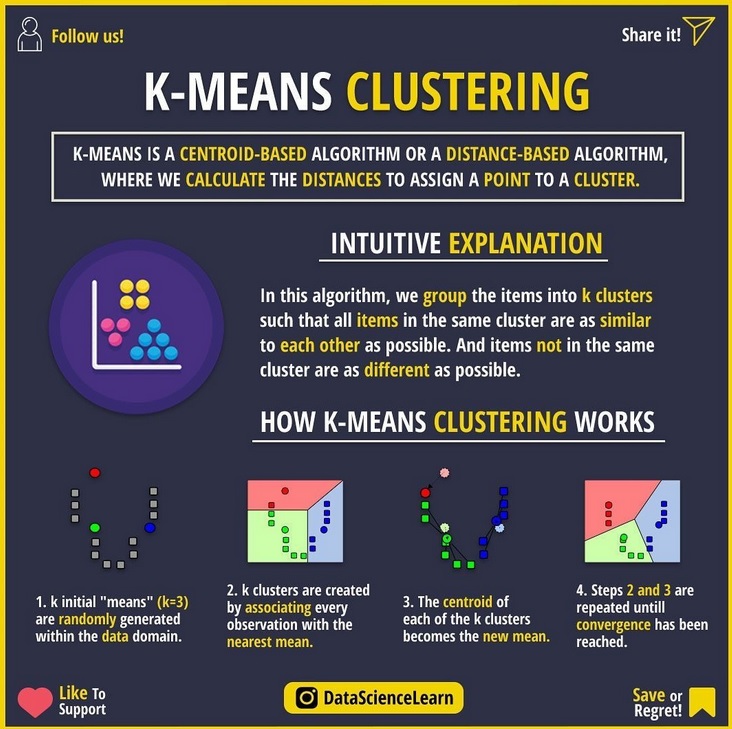 Follow us!
Share it!
K-MEANS CLUSTERING
K-MEANS IS A CENTROID-BASED ALGORITHM OR A DISTANCE-BASED ALGORITHM,
WHERE WE CALCULATE THE DISTANCES TO ASSIGN A POINT TO A CLUSTER.
INTUITIVE EXPLANATION
In this algorithm, we group the items into k clusters
such that all items in the same cluster are as similar
to each other as possible. And items not in the same
cluster are as different as possible.
HOW K-MEANS CLUSTERING WORKS
1. k initial "means" (k=3)
are randomly generated
within the data domain.
2. k clusters are created
by associating every
observation with the
nearest mean.
3. The centroid of
each of the k clusters
becomes the new mean.
4. Steps 2 and 3 are
repeated untill
convergence has been
reached.
Like To
Support
DataScienceLearn
Save or
Regret!